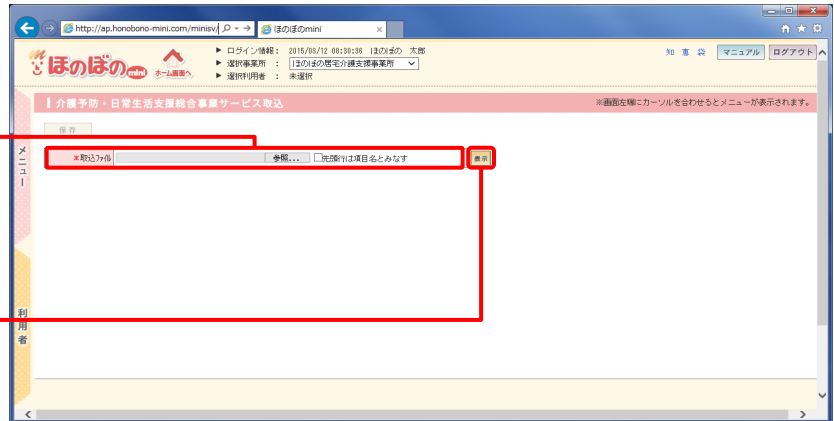 http://ap.honobono-mini.com/minisv/
ほのぼのmini
ほのぼのmini
ホーム画面へ
▶ ログイン情報： 2015/03/12 08:30:36 ほのぼの 太郎
▶ 選択事業所 ： ほのぼの居宅介護支援事業所
▶ 選択利用者 ： 未選択
知 恵 袋
マニュアル
ログアウト
介護予防・日常生活支援総合事業サービス取込
※画面左端にカーソルを合わせるとメニューが表示されます。
保存
メニュー
※取込ファイル
参照...
先頭行は項目名とみなす
表示
利用者